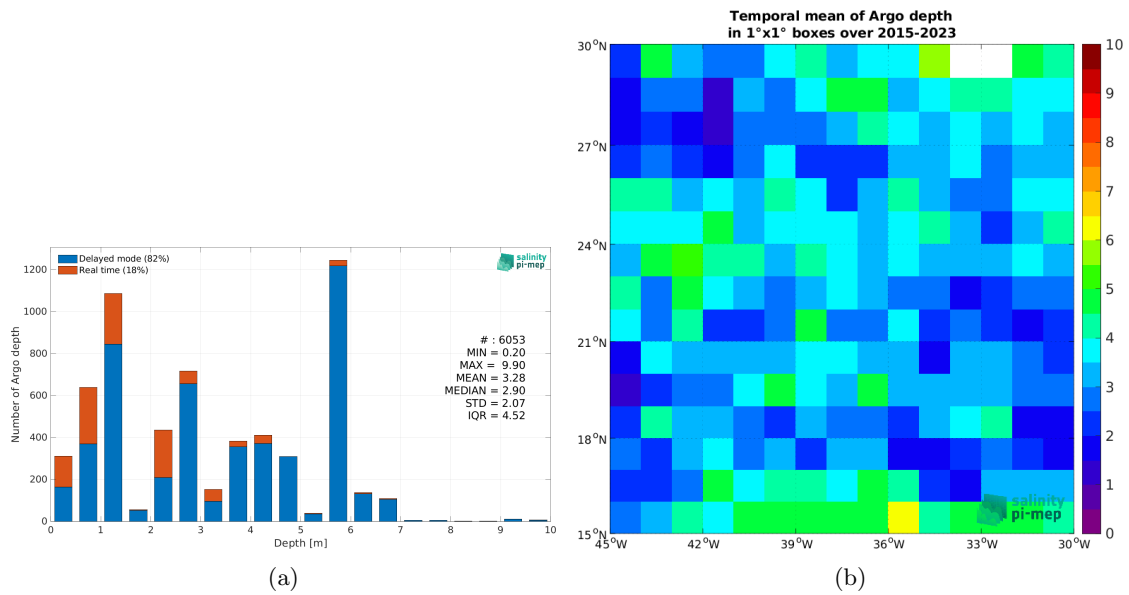 Delayed mode (82%)
Real time (18%)
salinity
pi-mep
# : 6053
MIN = 0.20
MAX = 9.90
MEAN = 3.28
MEDIAN = 2.90
STD = 2.07
IQR = 4.52
Number of Argo depth
1200
1000
800
600
400
200
0
0 1 2 3 4 5 6 7 8 9 10
Depth [m]
(a)
Temporal mean of Argo depth
in 1°x1° boxes over 2015-2023
30°N
27°N
24°N
21°N
18°N
15°N
45°W 42°W 39°W 36°W 33°W 30°W
salinity
pi-mep
10
9
8
7
6
5
4
3
2
1
0
(b)